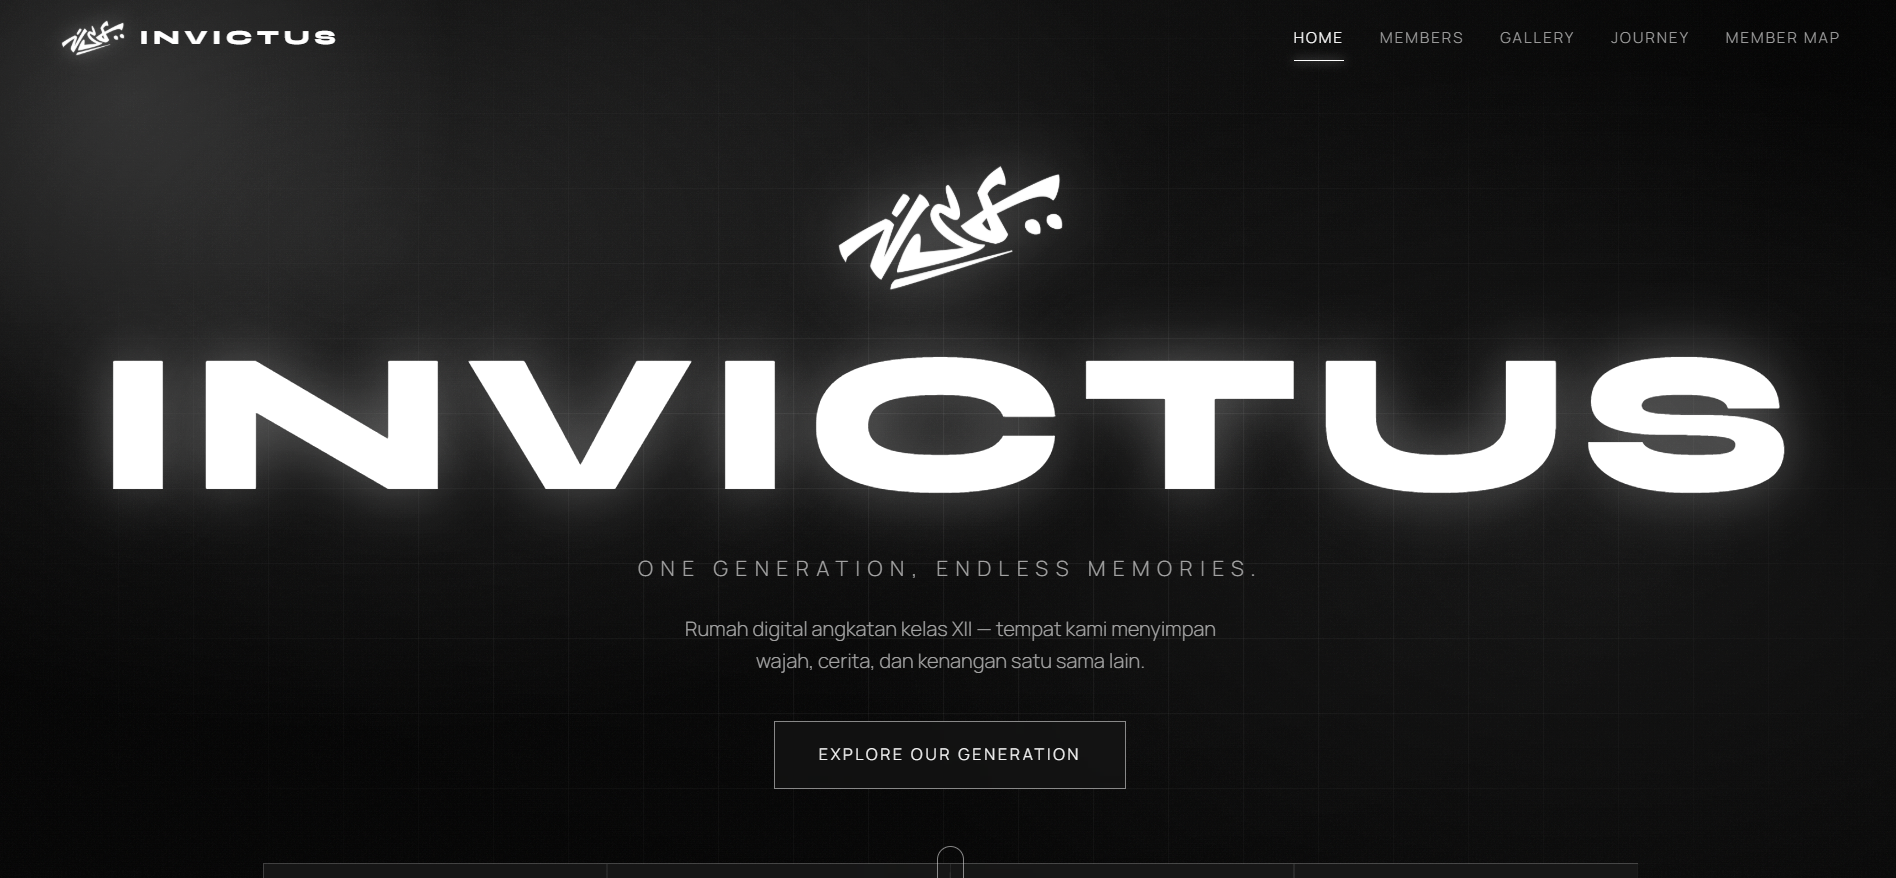 INVICTUS
HOME
MEMBERS
GALLERY
JOURNEY
MEMBER MAP
INVICTUS
ONE GENERATION, ENDLESS MEMORIES.
Rumah digital angkatan kelas XII — tempat kami menyimpan
wajah, cerita, dan kenangan satu sama lain.
EXPLORE OUR GENERATION